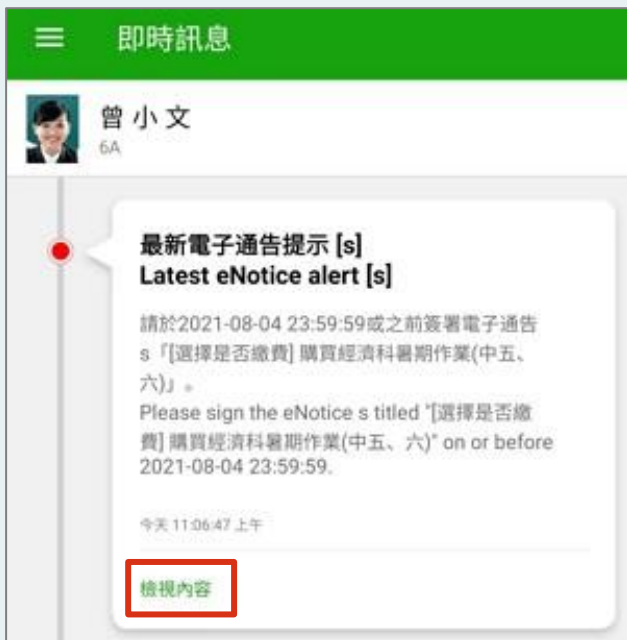 即時訊息
曾 小 文
6A
最新電子通告提示 [s]
Latest eNotice alert [s]
請於2021-08-04 23:59:59或之前簽署電子通告
s「[選擇是否繳費] 購買經濟科暑期作業(中五、
六)」。
Please sign the eNotice s titled "[選擇是否繳
費] 購買經濟科暑期作業(中五、六)" on or before
2021-08-04 23:59:59.
今天 11:06:47 上午
檢視內容